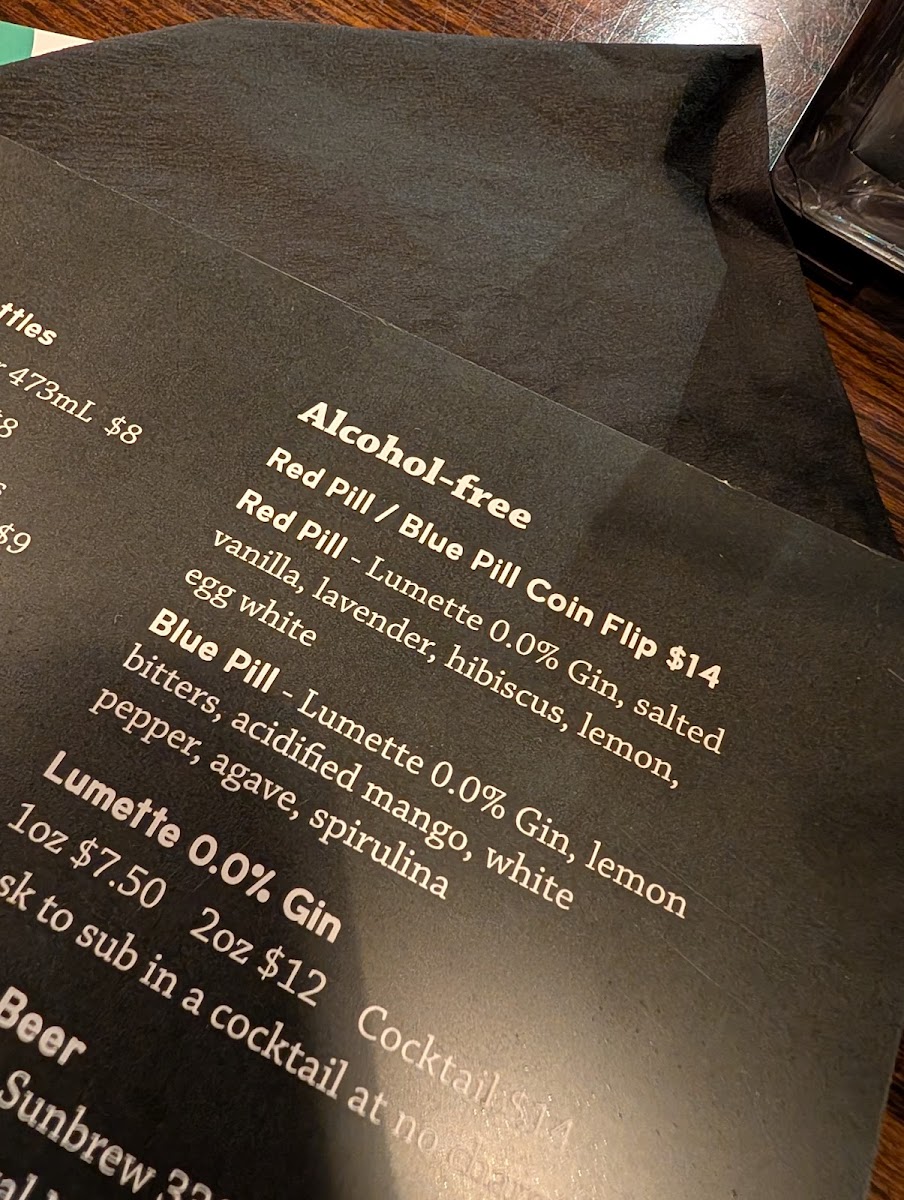 ttles
473mL $8
$9
Alcohol-free
Red Pill / Blue Pill Coin Flip $14
Red Pill - Lumette 0.0% Gin, salted
vanilla, lavender, hibiscus, lemon,
egg white
Blue Pill - Lumette 0.0% Gin, lemon
bitters, acidified mango, white
pepper, agave, spirulina
Lumette 0.0% Gin
1oz $7.50 2oz $12 Cocktail $14
sk to sub in a cocktail at no
Beer
Sunbrew